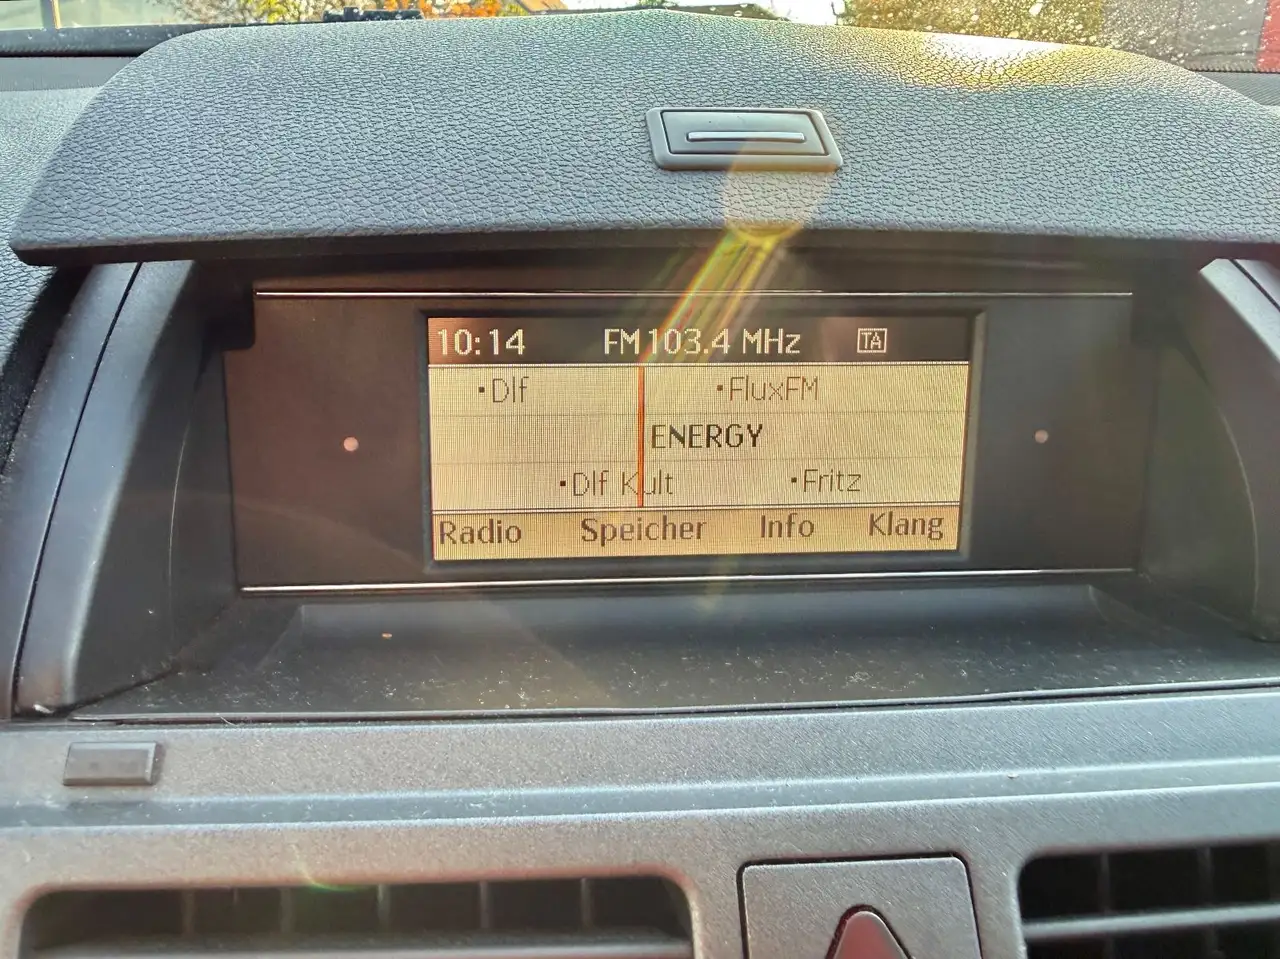 10:14 FM 103.4 MHz TA
·Dlf ·FluxFM
ENERGY
·Dlf Kult ·Fritz
Radio Speicher Info Klang